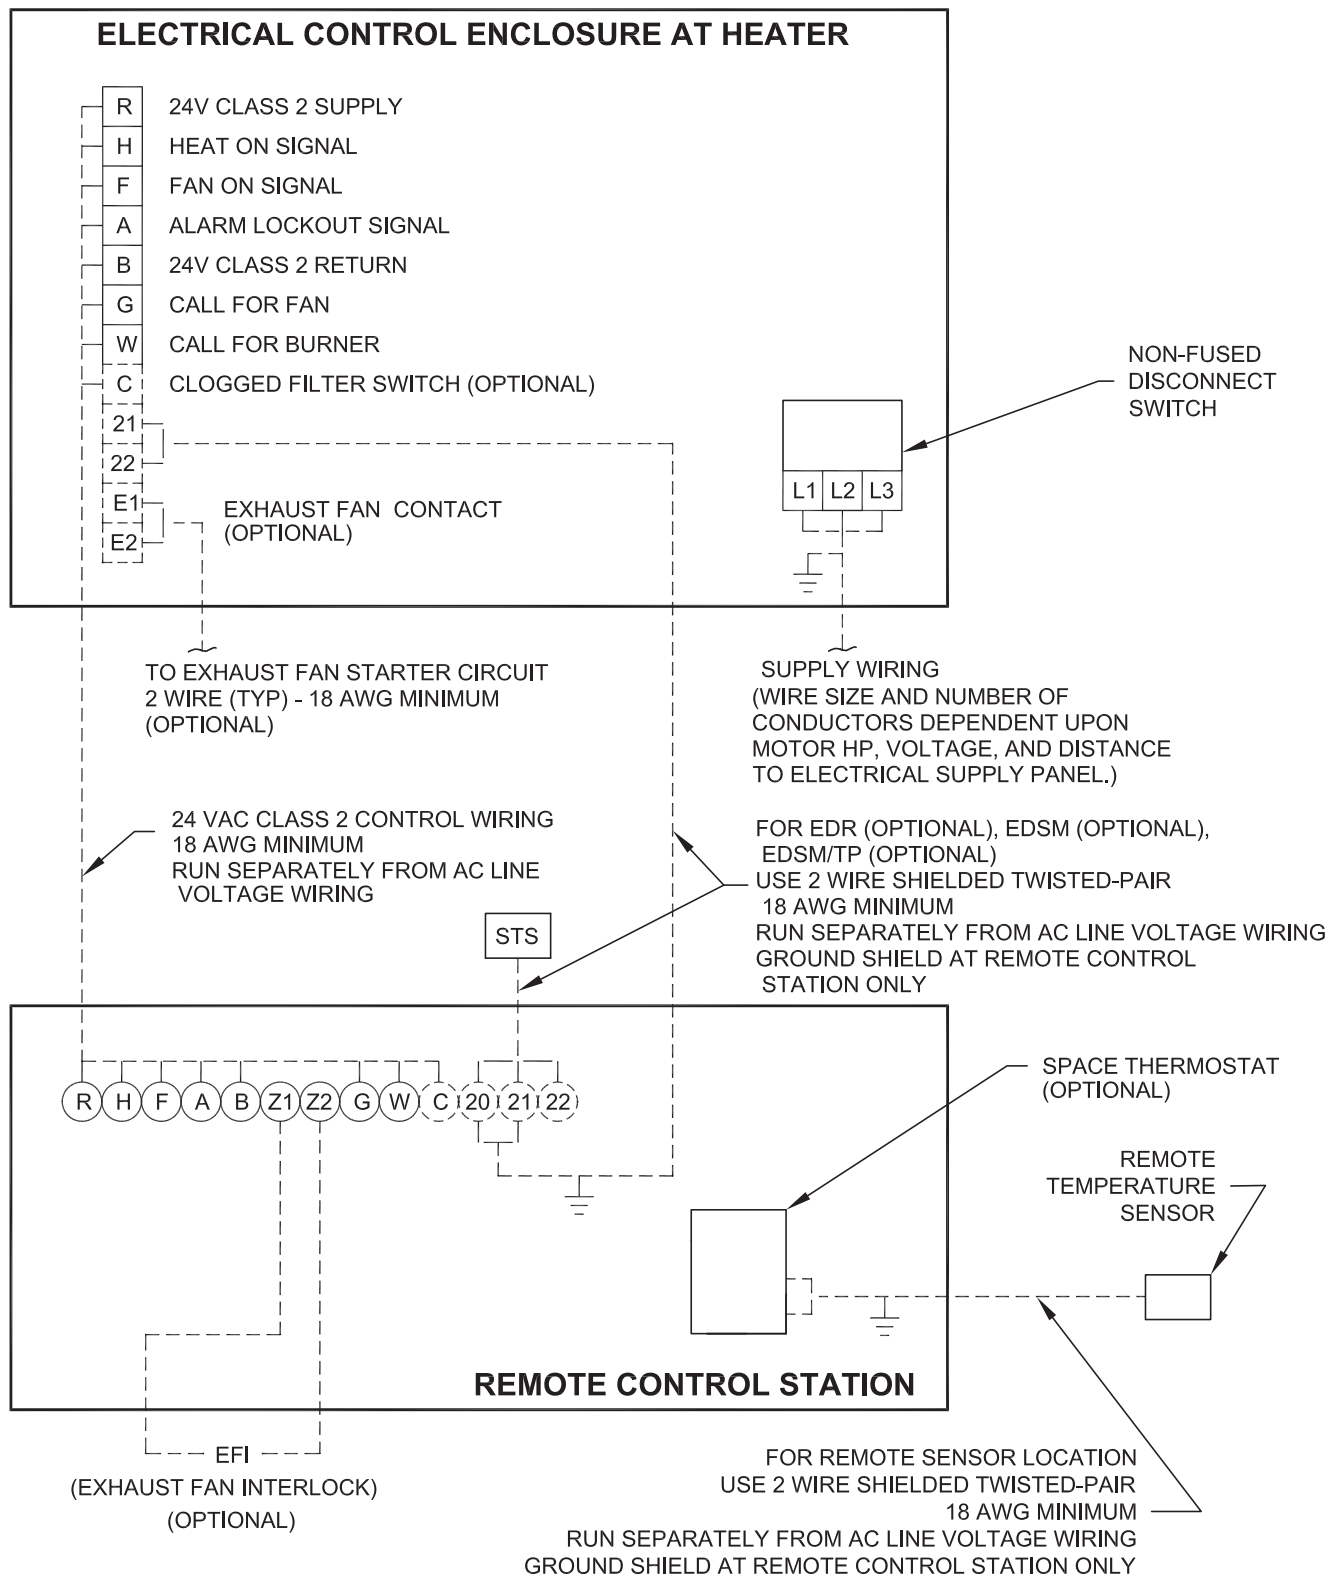 ELECTRICAL CONTROL ENCLOSURE AT HEATER
R 24V CLASS 2 SUPPLY
H HEAT ON SIGNAL
F FAN ON SIGNAL
A ALARM LOCKOUT SIGNAL
B 24V CLASS 2 RETURN
G CALL FOR FAN
W CALL FOR BURNER
C CLOGGED FILTER SWITCH (OPTIONAL)
21
22
E1
E2
EXHAUST FAN CONTACT
(OPTIONAL)
L1 L2 L3
NON-FUSED
DISCONNECT
SWITCH
TO EXHAUST FAN STARTER CIRCUIT
2 WIRE (TYP) - 18 AWG MINIMUM
(OPTIONAL)
SUPPLY WIRING
(WIRE SIZE AND NUMBER OF
CONDUCTORS DEPENDENT UPON
MOTOR HP, VOLTAGE, AND DISTANCE
TO ELECTRICAL SUPPLY PANEL.)
24 VAC CLASS 2 CONTROL WIRING
18 AWG MINIMUM
RUN SEPARATELY FROM AC LINE
VOLTAGE WIRING
FOR EDR (OPTIONAL), EDSM (OPTIONAL),
EDSM/TP (OPTIONAL)
USE 2 WIRE SHIELDED TWISTED-PAIR
18 AWG MINIMUM
RUN SEPARATELY FROM AC LINE VOLTAGE WIRING
GROUND SHIELD AT REMOTE CONTROL
STATION ONLY
STS
R H F A B Z1 Z2 G W C 20 21 22
SPACE THERMOSTAT
(OPTIONAL)
REMOTE
TEMPERATURE
SENSOR
REMOTE CONTROL STATION
EFI
(EXHAUST FAN INTERLOCK)
(OPTIONAL)
FOR REMOTE SENSOR LOCATION
USE 2 WIRE SHIELDED TWISTED-PAIR
18 AWG MINIMUM
RUN SEPARATELY FROM AC LINE VOLTAGE WIRING
GROUND SHIELD AT REMOTE CONTROL STATION ONLY